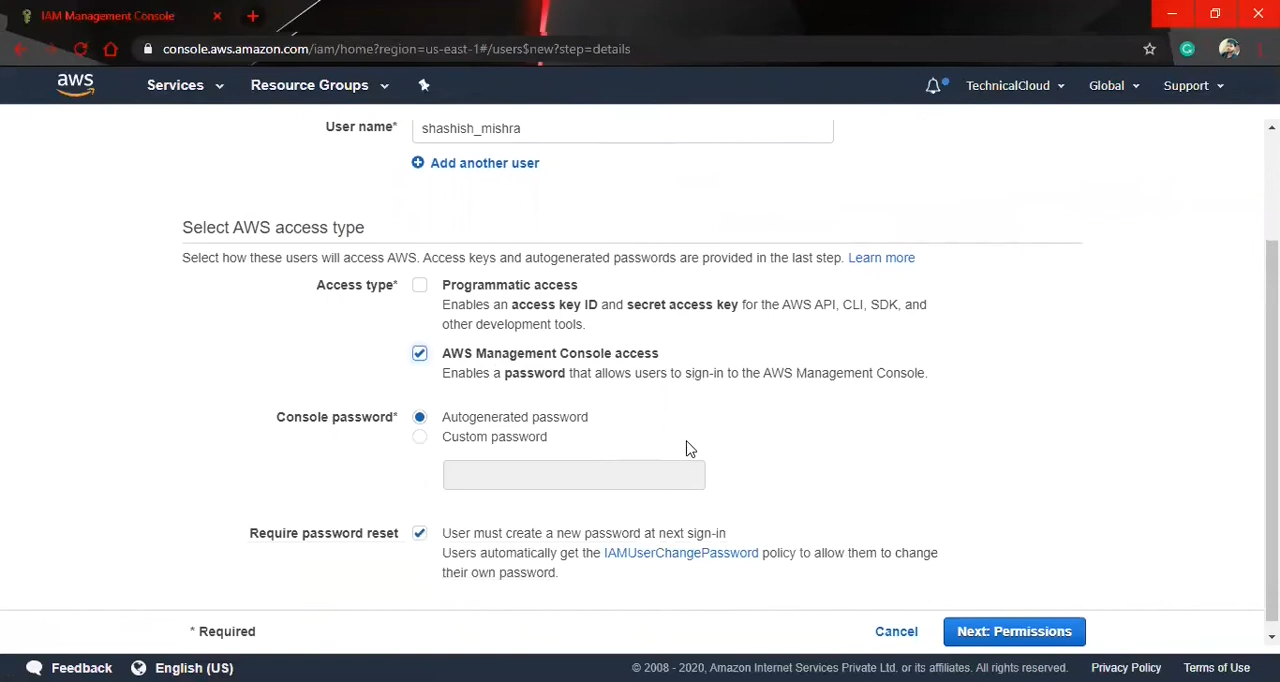 IAM Management Console
console.aws.amazon.com/iam/home?region=us-east-1#/users$new?step=details
aws Services Resource Groups TechnicalCloud Global Support
User name* shashish_mishra
Add another user
Select AWS access type
Select how these users will access AWS. Access keys and autogenerated passwords are provided in the last step. Learn more
Access type* Programmatic access
Enables an access key ID and secret access key for the AWS API, CLI, SDK, and
other development tools.
AWS Management Console access
Enables a password that allows users to sign-in to the AWS Management Console.
Console password* Autogenerated password
Custom password
Require password reset User must create a new password at next sign-in
Users automatically get the IAMUserChangePassword policy to allow them to change
their own password.
* Required Cancel Next: Permissions
Feedback English (US) © 2008 - 2020, Amazon Internet Services Private Ltd. or its affiliates. All rights reserved. Privacy Policy Terms of Use